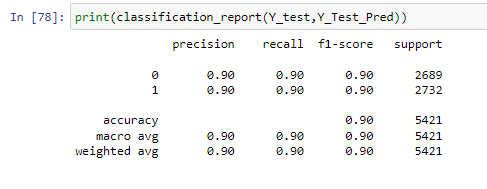 In [78]: print(classification_report(Y_test,Y_Test_Pred))
precision recall f1-score support
0 0.90 0.90 0.90 2689
1 0.90 0.90 0.90 2732
accuracy 0.90 5421
macro avg 0.90 0.90 0.90 5421
weighted avg 0.90 0.90 0.90 5421